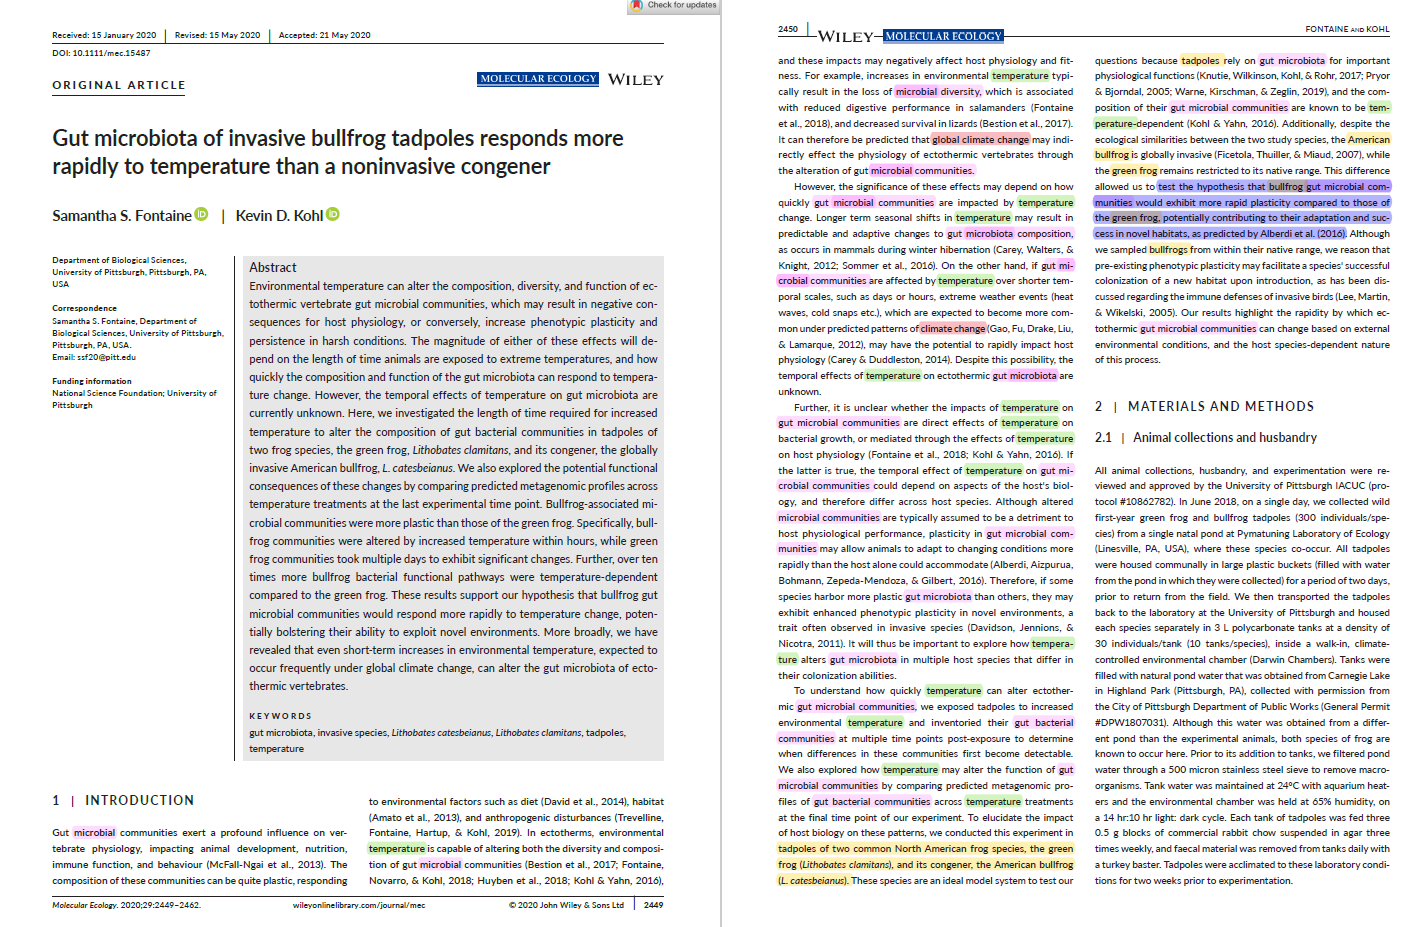 Check for updates
Received: 15 January 2020 | Revised: 15 May 2020 | Accepted: 21 May 2020
DOI: 10.1111/mec.15487
ORIGINAL ARTICLE
MOLECULAR ECOLOGY WILEY
Gut microbiota of invasive bullfrog tadpoles responds more
rapidly to temperature than a noninvasive congener
Samantha S. Fontaine | Kevin D. Kohl
Department of Biological Sciences,
University of Pittsburgh, Pittsburgh, PA,
USA
Correspondence
Samantha S. Fontaine, Department of
Biological Sciences, University of Pittsburgh,
Pittsburgh, PA, USA.
Email: ssf20@pitt.edu
Funding information
National Science Foundation; University of
Pittsburgh
Abstract
Environmental temperature can alter the composition, diversity, and function of ec-
tothermic vertebrate gut microbial communities, which may result in negative con-
sequences for host physiology, or conversely, increase phenotypic plasticity and
persistence in harsh conditions. The magnitude of either of these effects will de-
pend on the length of time animals are exposed to extreme temperatures, and how
quickly the composition and function of the gut microbiota can respond to tempera-
ture change. However, the temporal effects of temperature on gut microbiota are
currently unknown. Here, we investigated the length of time required for increased
temperature to alter the composition of gut bacterial communities in tadpoles of
two frog species, the green frog, Lithobates clamitans, and its congener, the globally
invasive American bullfrog, L. catesbeianus. We also explored the potential functional
consequences of these changes by comparing predicted metagenomic profiles across
temperature treatments at the last experimental time point. Bullfrog-associated mi-
crobial communities were more plastic than those of the green frog. Specifically, bull-
frog communities were altered by increased temperature within hours, while green
frog communities took multiple days to exhibit significant changes. Further, over ten
times more bullfrog bacterial functional pathways were temperature-dependent
compared to the green frog. These results support our hypothesis that bullfrog gut
microbial communities would respond more rapidly to temperature change, poten-
tially bolstering their ability to exploit novel environments. More broadly, we have
revealed that even short-term increases in environmental temperature, expected to
occur frequently under global climate change, can alter the gut microbiota of ecto-
thermic vertebrates.
KEYWORDS
gut microbiota, invasive species, Lithobates catesbeianus, Lithobates clamitans, tadpoles,
temperature
1 | INTRODUCTION
Gut microbial communities exert a profound influence on ver-
tebrate physiology, impacting animal development, nutrition,
immune function, and behaviour (McFall-Ngai et al., 2013). The
composition of these communities can be quite plastic, responding
to environmental factors such as diet (David et al., 2014), habitat
(Amato et al., 2013), and anthropogenic disturbances (Trevelline,
Fontaine, Hartup, & Kohl, 2019). In ectotherms, environmental
temperature is capable of altering both the diversity and composi-
tion of gut microbial communities (Bestion et al., 2017; Fontaine,
Novarro, & Kohl, 2018; Huyben et al., 2018; Kohl & Yahn, 2016),
Molecular Ecology. 2020;29:2449–2462. wileyonlinelibrary.com/journal/mec © 2020 John Wiley & Sons Ltd | 2449
2450 | WILEY MOLECULAR ECOLOGY FONTAINE AND KOHL
and these impacts may negatively affect host physiology and fit-
ness. For example, increases in environmental temperature typi-
cally result in the loss of microbial diversity, which is associated
with reduced digestive performance in salamanders (Fontaine
et al., 2018), and decreased survival in lizards (Bestion et al., 2017).
It can therefore be predicted that global climate change may indi-
rectly effect the physiology of ectothermic vertebrates through
the alteration of gut microbial communities.
However, the significance of these effects may depend on how
quickly gut microbial communities are impacted by temperature
change. Longer term seasonal shifts in temperature may result in
predictable and adaptive changes to gut microbiota composition,
as occurs in mammals during winter hibernation (Carey, Walters, &
Knight, 2012; Sommer et al., 2016). On the other hand, if gut mi-
crobial communities are affected by temperature over shorter tem-
poral scales, such as days or hours, extreme weather events (heat
waves, cold snaps etc.), which are expected to become more com-
mon under predicted patterns of climate change (Gao, Fu, Drake, Liu,
& Lamarque, 2012), may have the potential to rapidly impact host
physiology (Carey & Duddleston, 2014). Despite this possibility, the
temporal effects of temperature on ectothermic gut microbiota are
unknown.
Further, it is unclear whether the impacts of temperature on
gut microbial communities are direct effects of temperature on
bacterial growth, or mediated through the effects of temperature
on host physiology (Fontaine et al., 2018; Kohl & Yahn, 2016). If
the latter is true, the temporal effect of temperature on gut mi-
crobial communities could depend on aspects of the host's biol-
ogy, and therefore differ across host species. Although altered
microbial communities are typically assumed to be a detriment to
host physiological performance, plasticity in gut microbial com-
munities may allow animals to adapt to changing conditions more
rapidly than the host alone could accommodate (Alberdi, Aizpurua,
Bohmann, Zepeda-Mendoza, & Gilbert, 2016). Therefore, if some
species harbor more plastic gut microbiota than others, they may
exhibit enhanced phenotypic plasticity in novel environments, a
trait often observed in invasive species (Davidson, Jennions, &
Nicotra, 2011). It will thus be important to explore how tempera-
ture alters gut microbiota in multiple host species that differ in
their colonization abilities.
To understand how quickly temperature can alter ectother-
mic gut microbial communities, we exposed tadpoles to increased
environmental temperature and inventoried their gut bacterial
communities at multiple time points post-exposure to determine
when differences in these communities first become detectable.
We also explored how temperature may alter the function of gut
microbial communities by comparing predicted metagenomic pro-
files of gut bacterial communities across temperature treatments
at the final time point of our experiment. To elucidate the impact
of host biology on these patterns, we conducted this experiment in
tadpoles of two common North American frog species, the green
frog (Lithobates clamitans), and its congener, the American bullfrog
(L. catesbeianus). These species are an ideal model system to test our
questions because tadpoles rely on gut microbiota for important
physiological functions (Knutie, Wilkinson, Kohl, & Rohr, 2017; Pryor
& Bjorndal, 2005; Warne, Kirschman, & Zeglin, 2019), and the com-
position of their gut microbial communities are known to be tem-
perature-dependent (Kohl & Yahn, 2016). Additionally, despite the
ecological similarities between the two study species, the American
bullfrog is globally invasive (Ficetola, Thuiller, & Miaud, 2007), while
the green frog remains restricted to its native range. This difference
allowed us to test the hypothesis that bullfrog gut microbial com-
munities would exhibit more rapid plasticity compared to those of
the green frog, potentially contributing to their adaptation and suc-
cess in novel habitats, as predicted by Alberdi et al. (2016). Although
we sampled bullfrogs from within their native range, we reason that
pre-existing phenotypic plasticity may facilitate a species' successful
colonization of a new habitat upon introduction, as has been dis-
cussed regarding the immune defenses of invasive birds (Lee, Martin,
& Wikelski, 2005). Our results highlight the rapidity by which ec-
tothermic gut microbial communities can change based on external
environmental conditions, and the host species-dependent nature
of this process.
2 | MATERIALS AND METHODS
2.1 | Animal collections and husbandry
All animal collections, husbandry, and experimentation were re-
viewed and approved by the University of Pittsburgh IACUC (pro-
tocol #10862782). In June 2018, on a single day, we collected wild
first-year green frog and bullfrog tadpoles (300 individuals/spe-
cies) from a single natal pond at Pymatuning Laboratory of Ecology
(Linesville, PA, USA), where these species co-occur. All tadpoles
were housed communally in large plastic buckets (filled with water
from the pond in which they were collected) for a period of two days,
prior to return from the field. We then transported the tadpoles
back to the laboratory at the University of Pittsburgh and housed
each species separately in 3 L polycarbonate tanks at a density of
30 individuals/tank (10 tanks/species), inside a walk-in, climate-
controlled environmental chamber (Darwin Chambers). Tanks were
filled with natural pond water that was obtained from Carnegie Lake
in Highland Park (Pittsburgh, PA), collected with permission from
the City of Pittsburgh Department of Public Works (General Permit
#DPW1807031). Although this water was obtained from a differ-
ent pond than the experimental animals, both species of frog are
known to occur here. Prior to its addition to tanks, we filtered pond
water through a 500 micron stainless steel sieve to remove macro-
organisms. Tank water was maintained at 24°C with aquarium heat-
ers and the environmental chamber was held at 65% humidity, on
a 14 hr:10 hr light: dark cycle. Each tank of tadpoles was fed three
0.5 g blocks of commercial rabbit chow suspended in agar three
times weekly, and faecal material was removed from tanks daily with
a turkey baster. Tadpoles were acclimated to these laboratory condi-
tions for two weeks prior to experimentation.